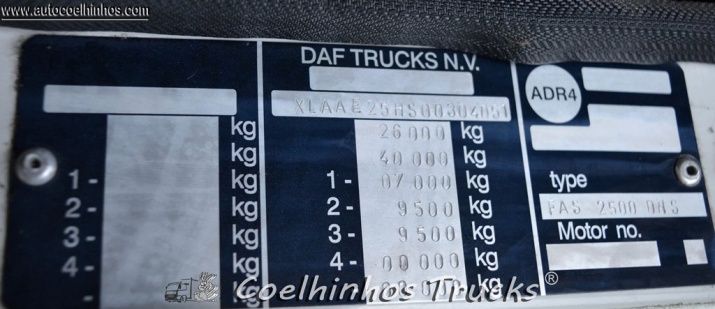 www.autocoelhinhos.com
DAF TRUCKS N.V.
ADR4
kg 26000 kg
kg 40000 kg
1- kg 1- 07000 kg type
2- kg 2- 9500 kg FAS 2500
3- kg 3- 9500 kg Motor no.
4- kg 4- 00000 kg
- kg kg
Coelhinhos Trucks®